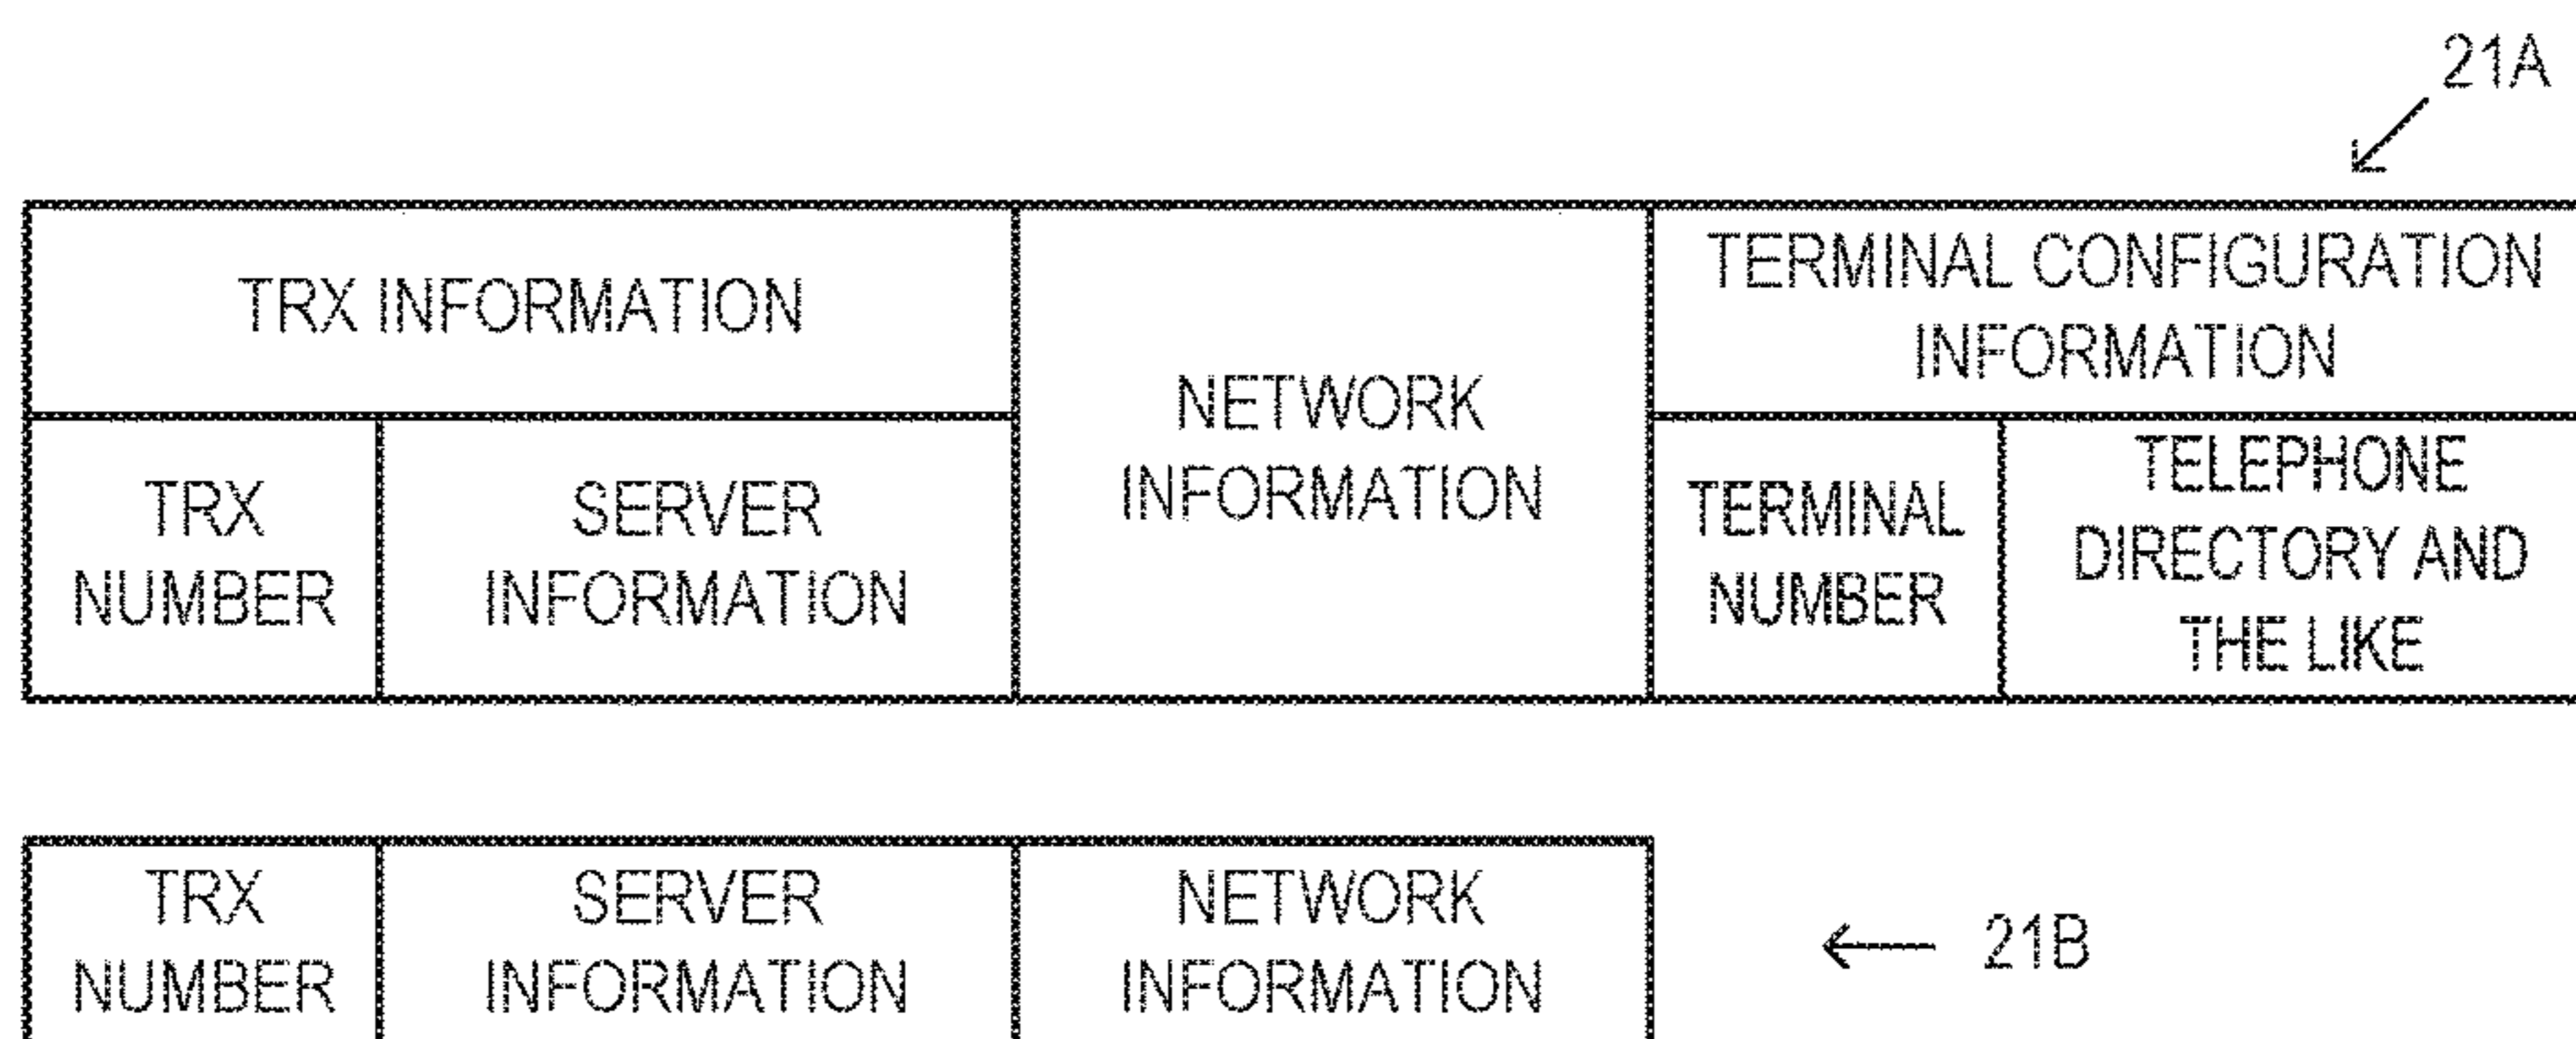 21A
TRX INFORMATION
NETWORK
INFORMATION
TERMINAL CONFIGURATION
INFORMATION
TRX
NUMBER
SERVER
INFORMATION
TERMINAL
NUMBER
TELEPHONE
DIRECTORY AND
THE LIKE
TRX
NUMBER
SERVER
INFORMATION
NETWORK
INFORMATION
21B